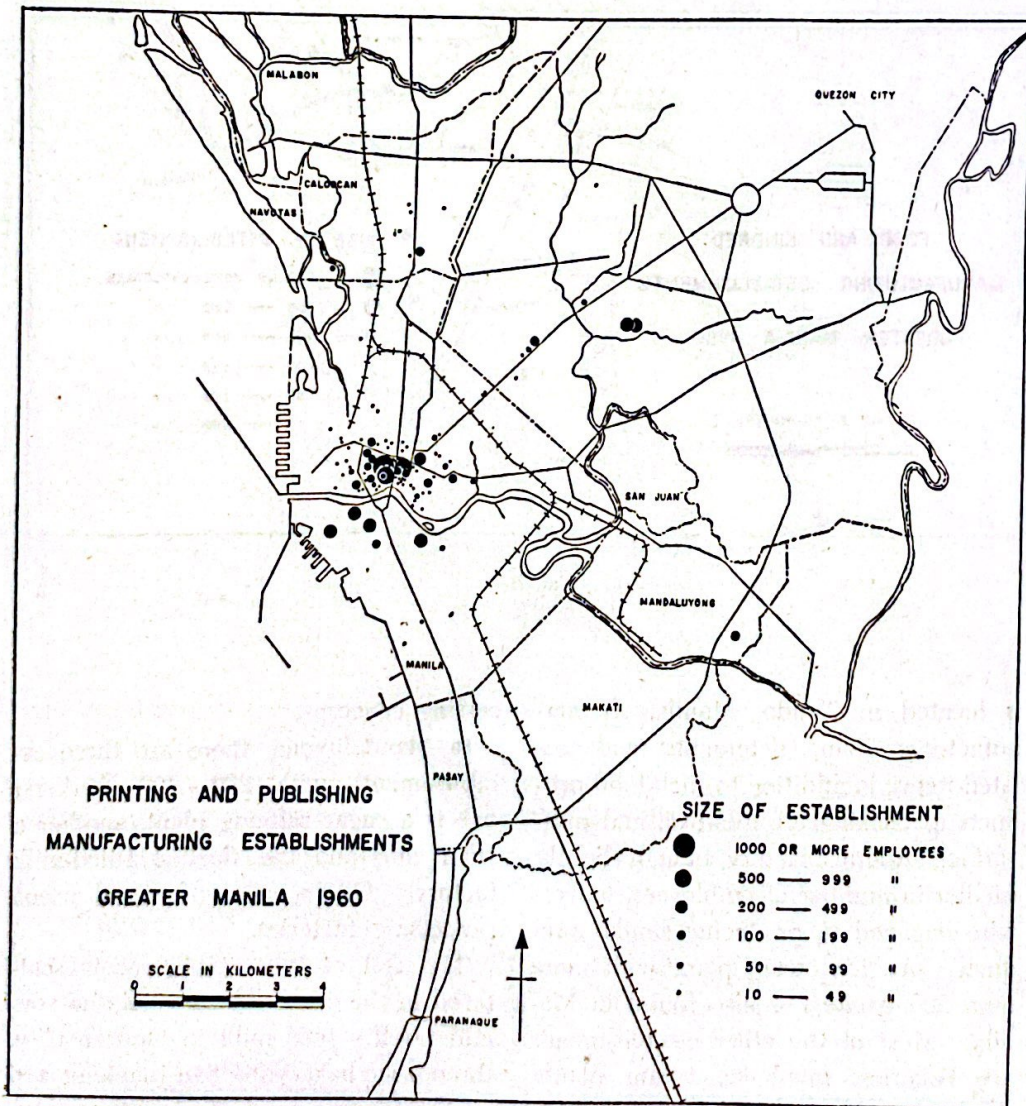 MALABON
QUEZON CITY
CALOOCAN
NAVOTAS
SAN JUAN
MANDALUYONG
MANILA
MAKATI
PASAY
PARANAQUE
PRINTING AND PUBLISHING
MANUFACTURING ESTABLISHMENTS
GREATER MANILA 1960
SCALE IN KILOMETERS
0 1 2 3 4
SIZE OF ESTABLISHMENT
1000 OR MORE EMPLOYEES
500 — 999 "
200 — 499 "
100 — 199 "
50 — 99 "
10 — 49 "